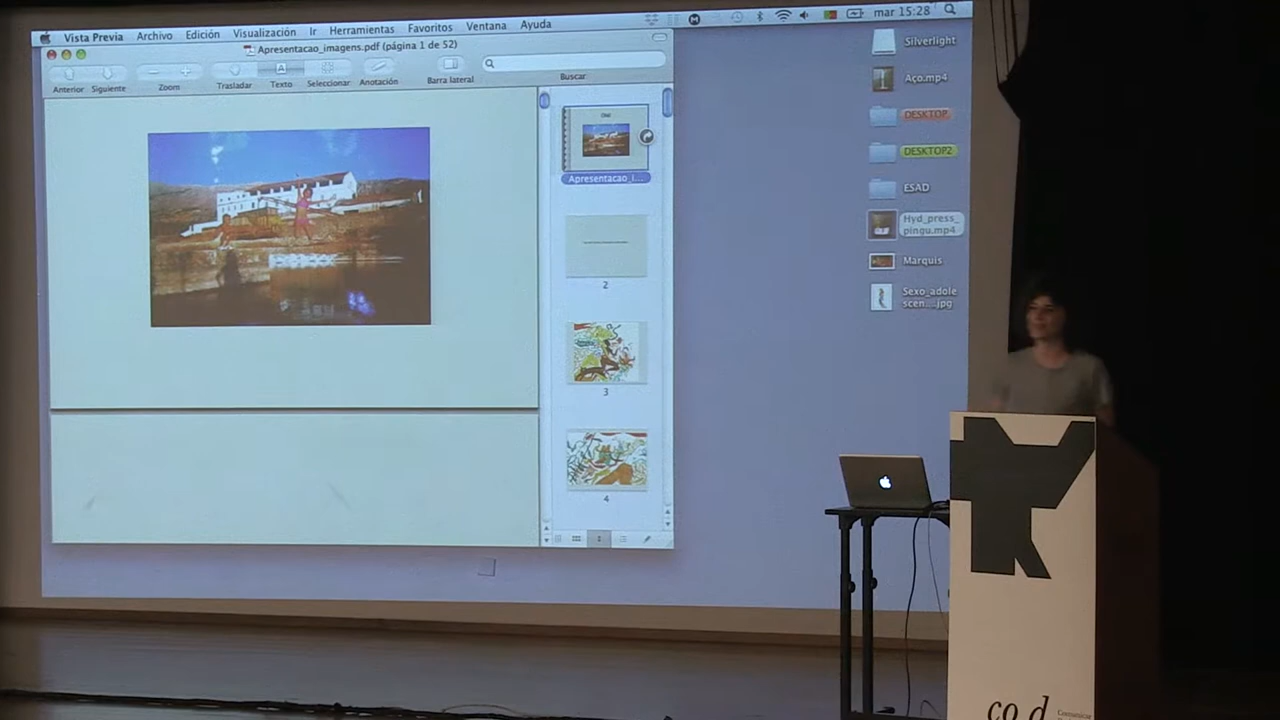 Vista Previa Archivo Edición Visualización Ir Herramientas Favoritos Ventana Ayuda
mar 15:28
Apresentacao_imagens.pdf (página 1 de 52)
Anterior Siguiente Zoom Trasladar Texto Seleccionar Anotación Barra lateral Buscar
Apresentacao_i...
2
3
4
Silverlight
Aço.mp4
DESKTOP
DESKTOP2
ESAD
Hyd_press_
pingu.mp4
Marquis
Sexo_adole
scen....jpg
co.d